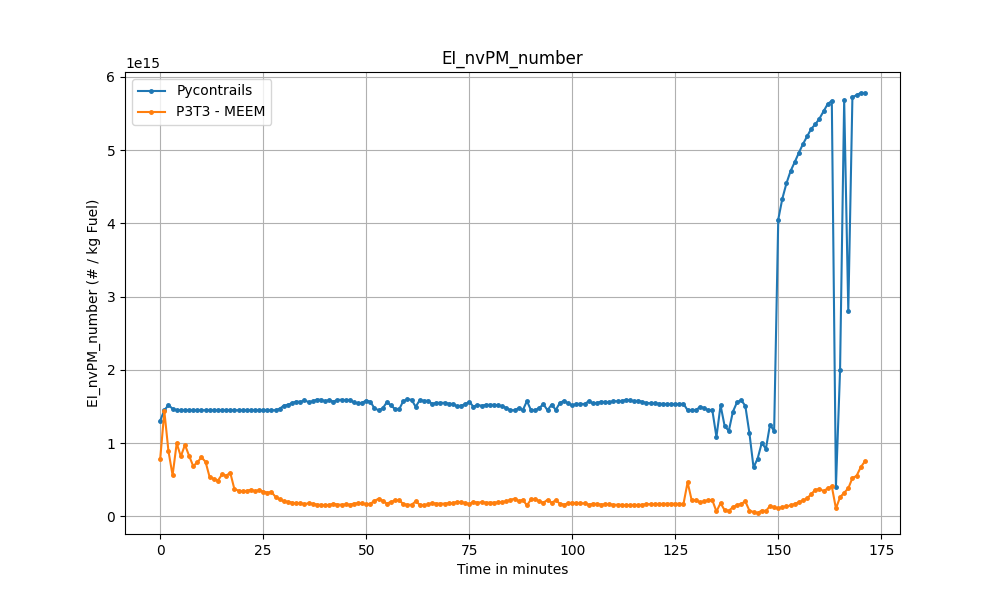 EI_nvPM_number
1e15
Pycontrails
P3T3 - MEEM
EI_nvPM_number (# / kg Fuel)
6
5
4
3
2
1
0
0 25 50 75 100 125 150 175
Time in minutes